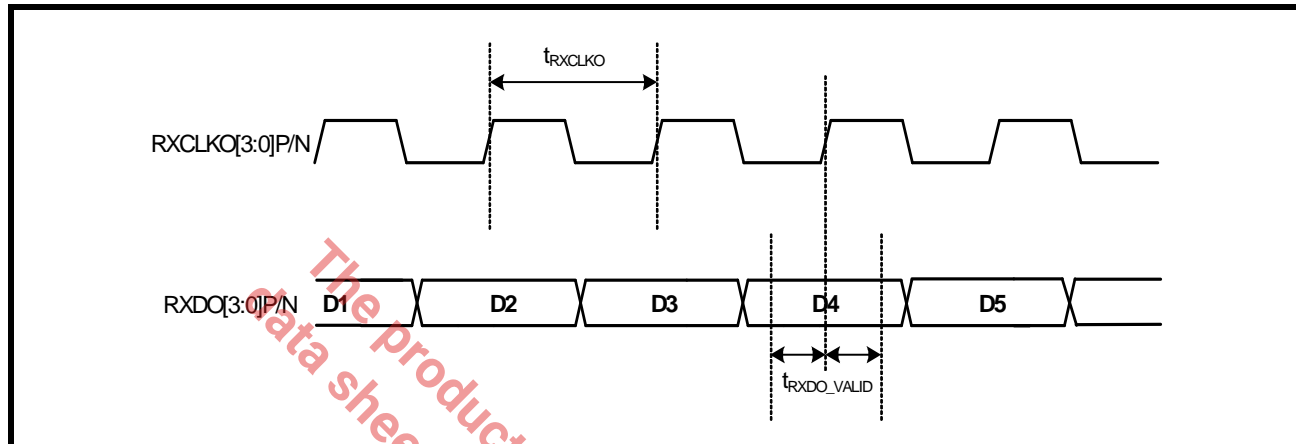 tRXCLKO
RXCLKO[3:0]P/N
RXDO[3:0]P/N D1 D2 D3 D4 D5
tRXDO_VALID
The product
data shee